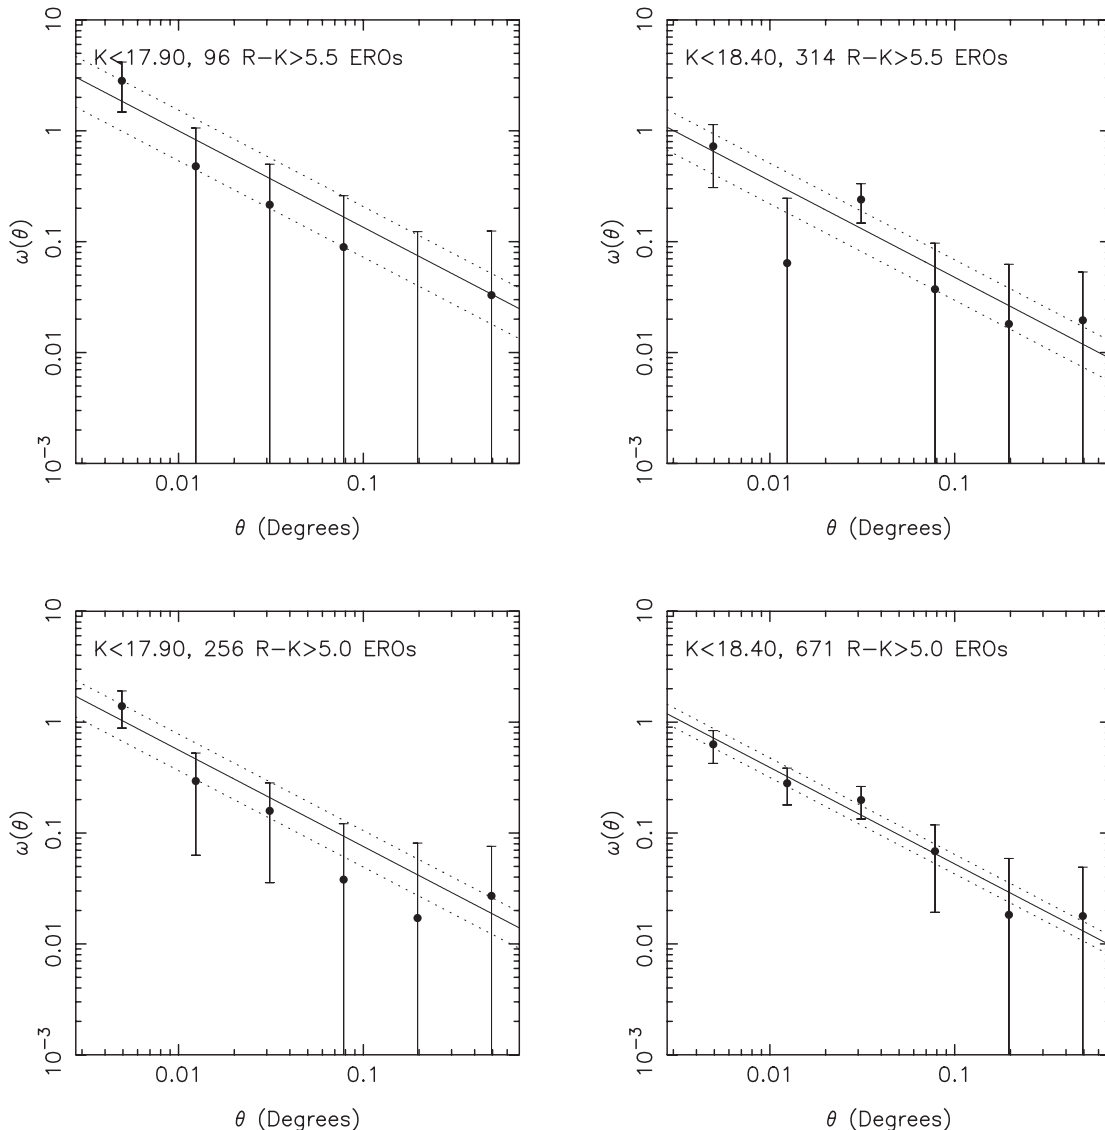 10
K<17.90, 96 R−K>5.5 EROs
1
ω(θ)
0.1
0.01
10⁻³
0.01 0.1
θ (Degrees)
10
K<18.40, 314 R−K>5.5 EROs
1
ω(θ)
0.1
0.01
10⁻³
0.01 0.1
θ (Degrees)
10
K<17.90, 256 R−K>5.0 EROs
1
ω(θ)
0.1
0.01
10⁻³
0.01 0.1
θ (Degrees)
10
K<18.40, 671 R−K>5.0 EROs
1
ω(θ)
0.1
0.01
10⁻³
0.01 0.1
θ (Degrees)